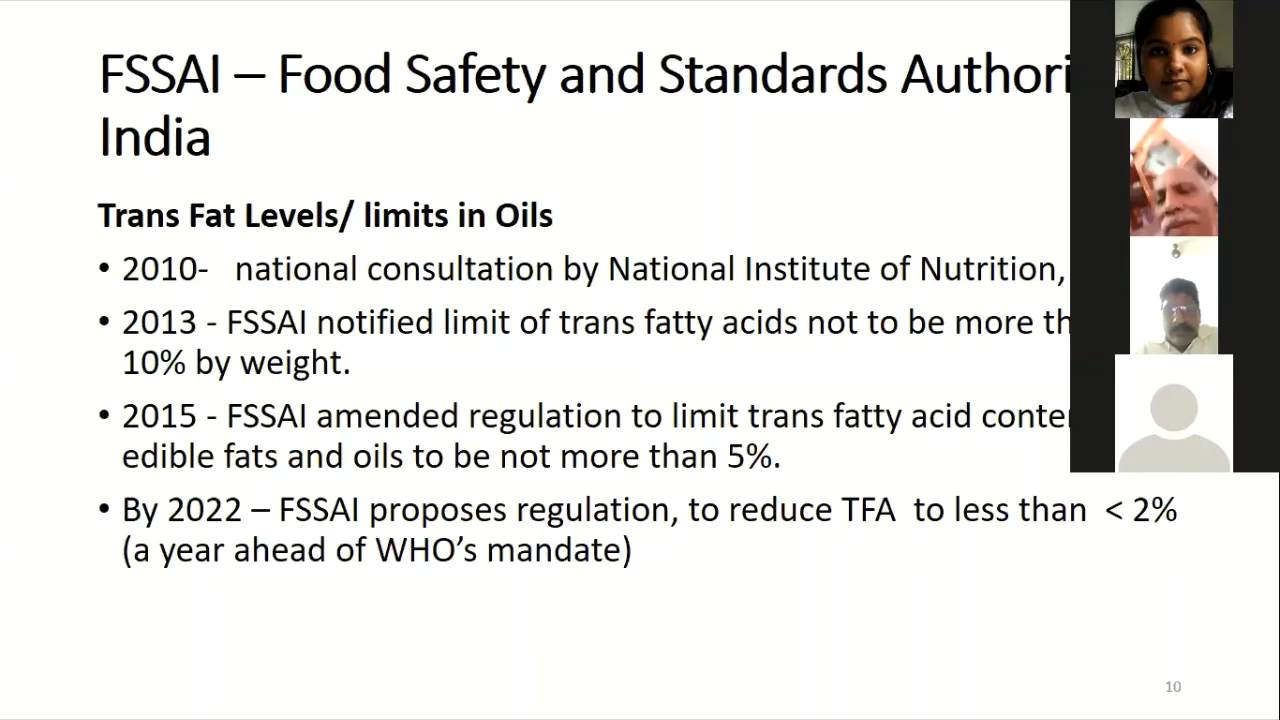 FSSAI – Food Safety and Standards Authori
India
Trans Fat Levels/ limits in Oils
• 2010- national consultation by National Institute of Nutrition,
• 2013 - FSSAI notified limit of trans fatty acids not to be more th
10% by weight.
• 2015 - FSSAI amended regulation to limit trans fatty acid conte
edible fats and oils to be not more than 5%.
• By 2022 – FSSAI proposes regulation, to reduce TFA to less than < 2%
(a year ahead of WHO’s mandate)
10